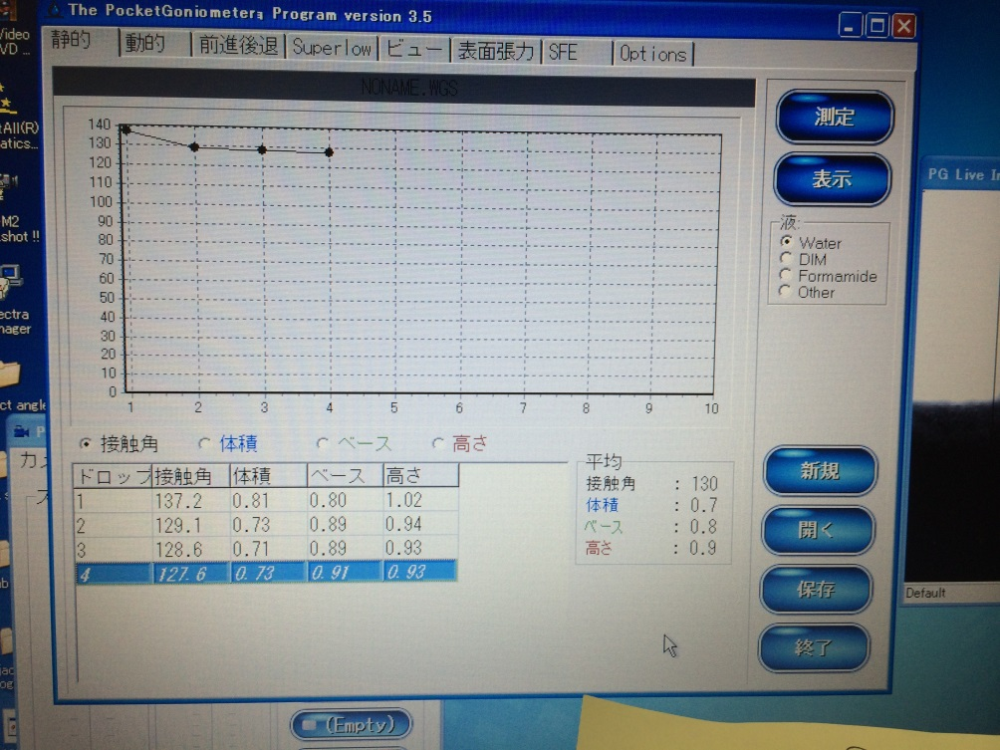 The PocketGoniometer Program version 3.5
静的 動的 前進後退 Superlow ビュー 表面張力 SFE Options
NONAME.WGS
140
130
120
110
100
90
80
70
60
50
40
30
20
10
0
1 2 3 4 5 6 7 8 9 10
測定
表示
液:
Water
DIM
Formamide
Other
接触角 体積 ベース 高さ
ドロップ 接触角 体積 ベース 高さ
1 137.2 0.81 0.80 1.02
2 129.1 0.73 0.89 0.94
3 128.6 0.71 0.89 0.93
4 127.6 0.73 0.91 0.93
平均
接触角 : 130
体積 : 0.7
ベース : 0.8
高さ : 0.9
新規
開く
保存
終了
(Empty)
PG Live
Default
Video
M2
shot !!
ct angle